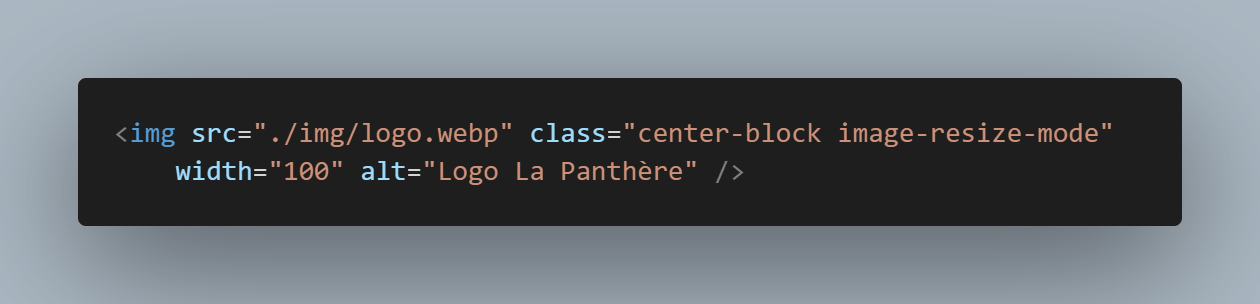 <img src="./img/logo.webp" class="center-block image-resize-mode"
width="100" alt="Logo La Panthère" />